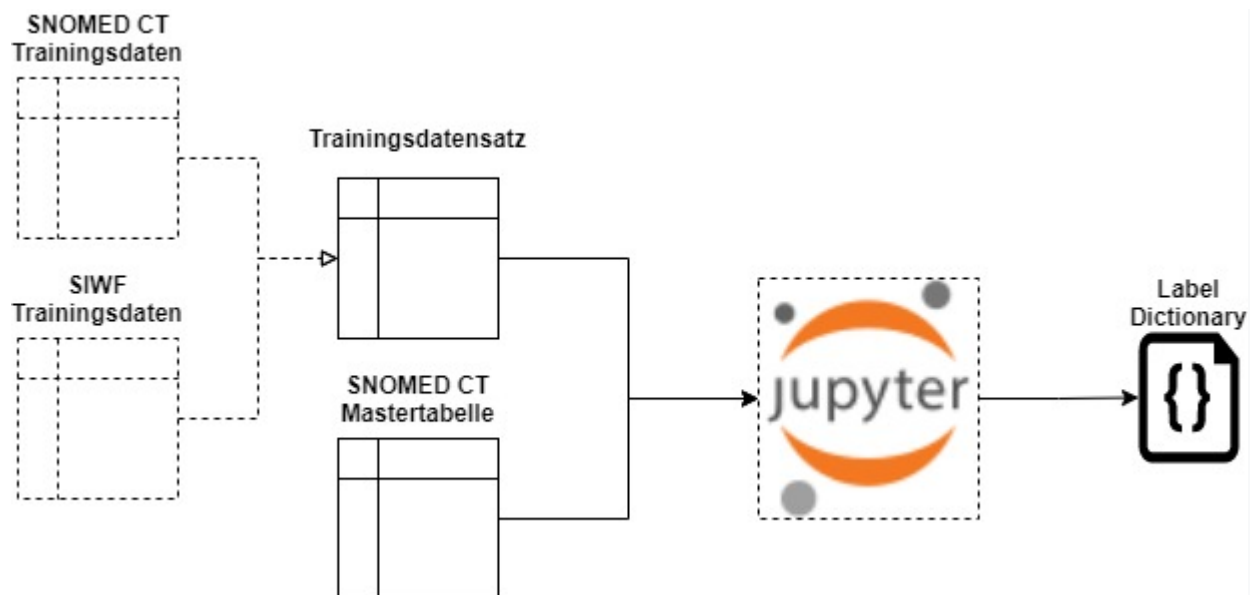 SNOMED CT
Trainingsdaten
SIWF
Trainingsdaten
Trainingsdatensatz
SNOMED CT
Mastertabelle
jupyter
Label
Dictionary
{}